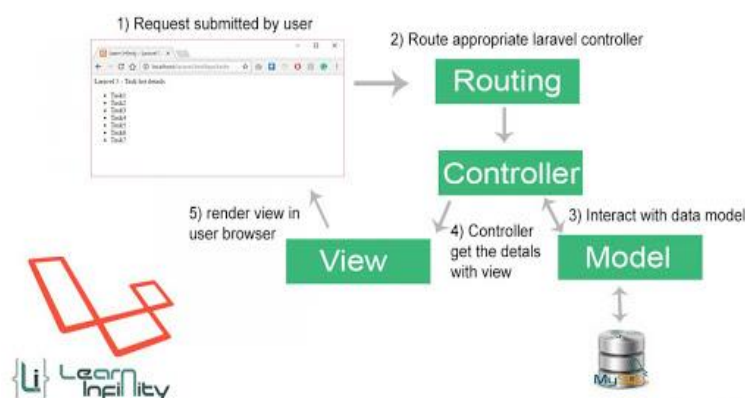 1) Request submitted by user
2) Route appropriate laravel controller
Laravel 5 - Task list details
Task1
Task2
Task3
Task4
Task5
Task6
Task7
Routing
Controller
3) Interact with data model
4) Controller
get the detals
with view
5) render view in
user browser
View
Model
MySQL
{Li} Learn
Infinity